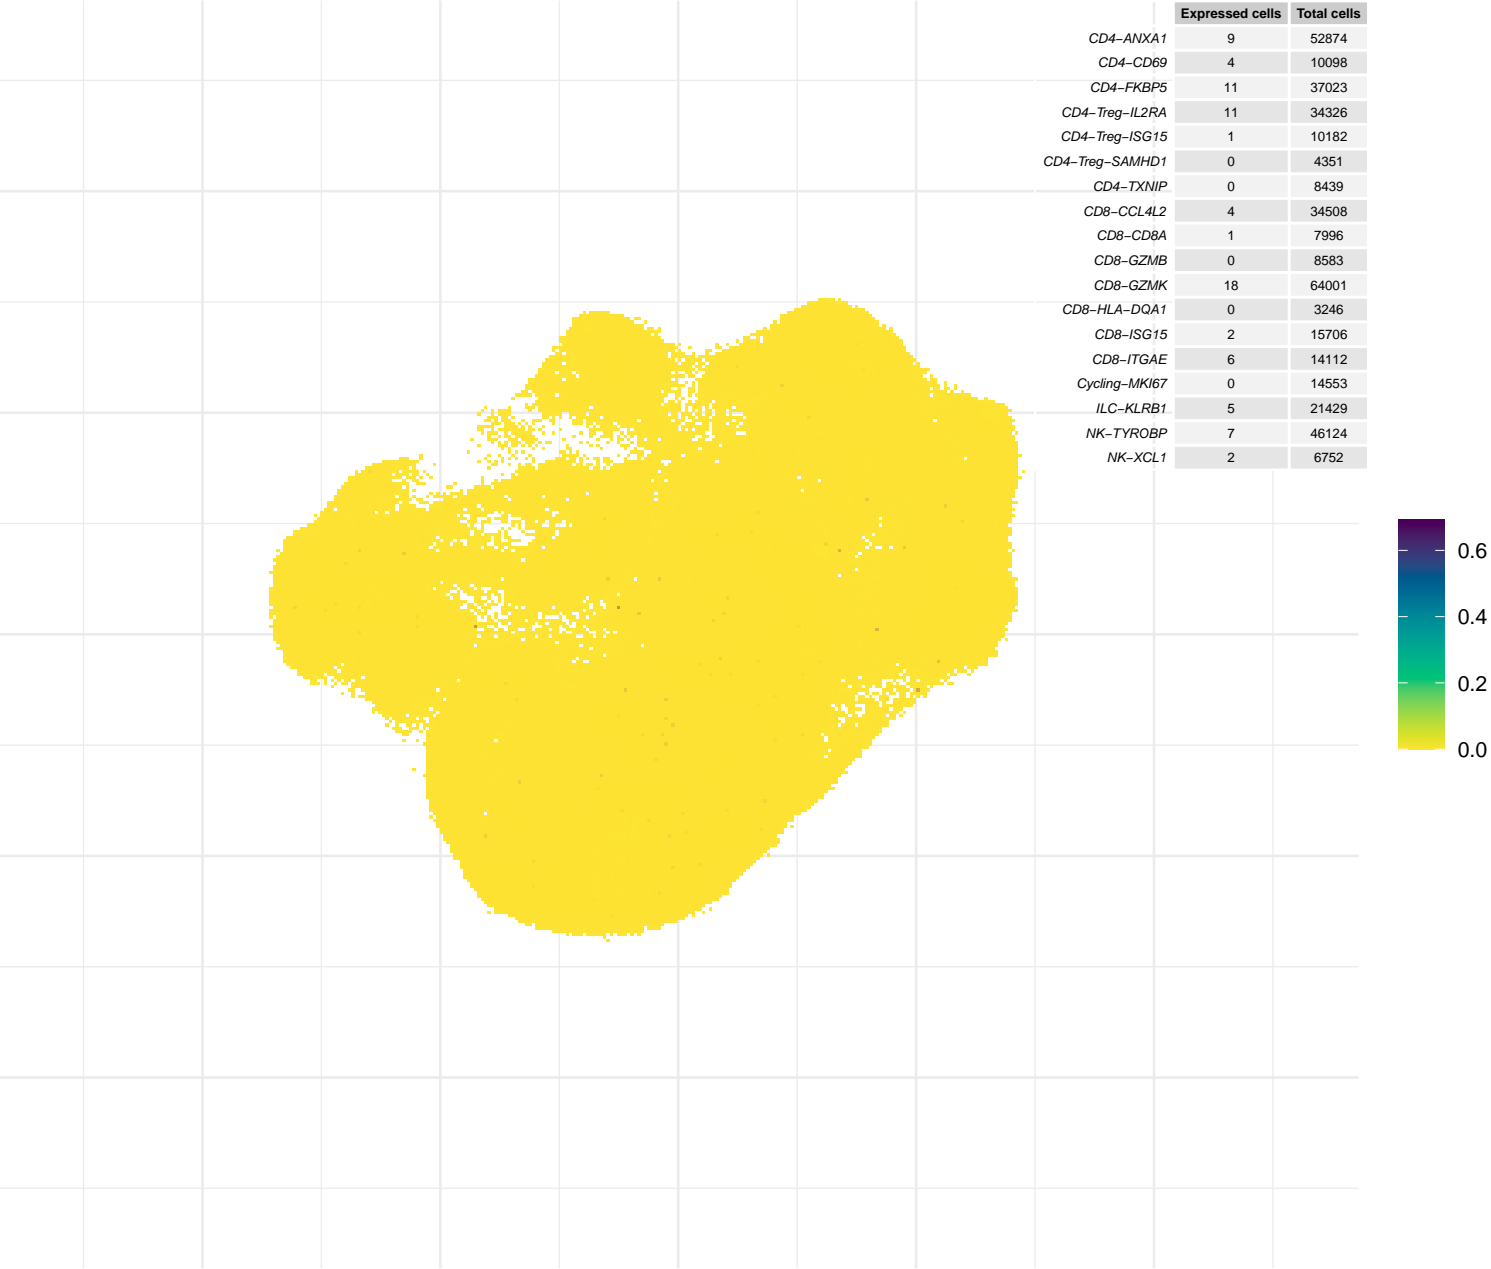 Expressed cells Total cells
CD4−ANXA1 9 52874
CD4−CD69 4 10098
CD4−FKBP5 11 37023
CD4−Treg−IL2RA 11 34326
CD4−Treg−ISG15 1 10182
CD4−Treg−SAMHD1 0 4351
CD4−TXNIP 0 8439
CD8−CCL4L2 4 34508
CD8−CD8A 1 7996
CD8−GZMB 0 8583
CD8−GZMK 18 64001
CD8−HLA−DQA1 0 3246
CD8−ISG15 2 15706
CD8−ITGAE 6 14112
Cycling−MKI67 0 14553
ILC−KLRB1 5 21429
NK−TYROBP 7 46124
NK−XCL1 2 6752
0.6
0.4
0.2
0.0